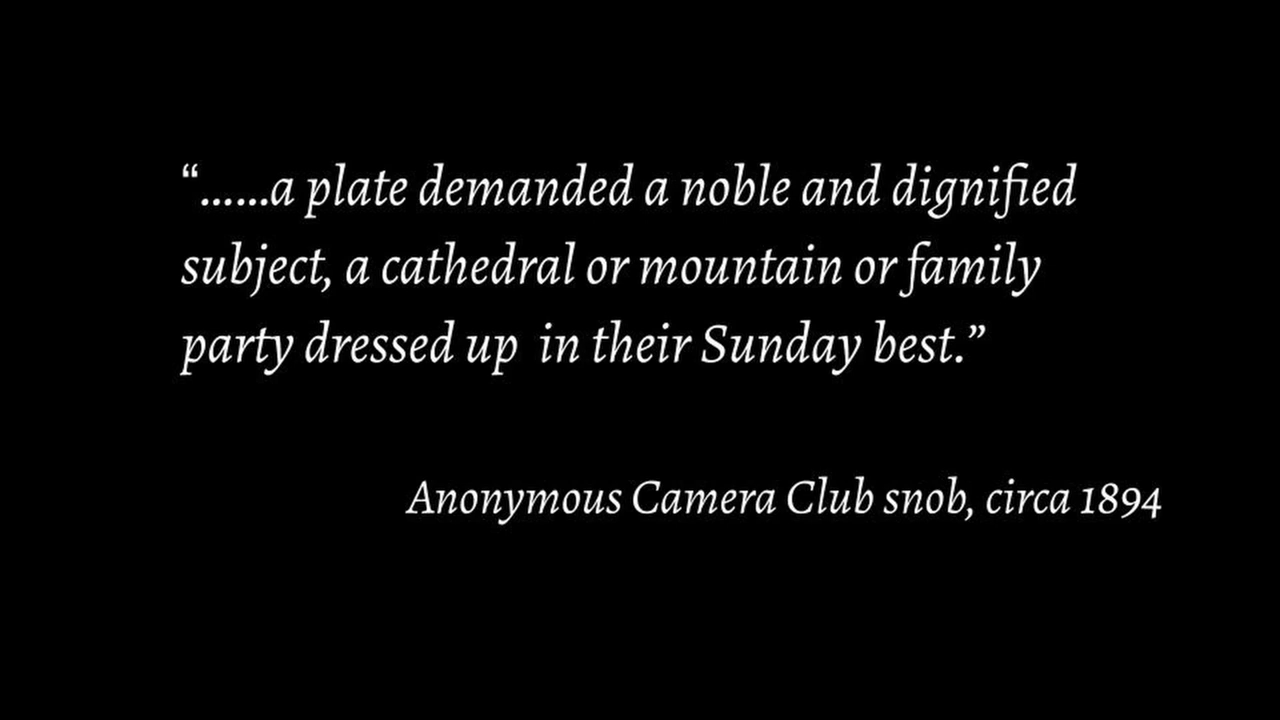 “......a plate demanded a noble and dignified
subject, a cathedral or mountain or family
party dressed up  in their Sunday best.”
Anonymous Camera Club snob, circa 1894